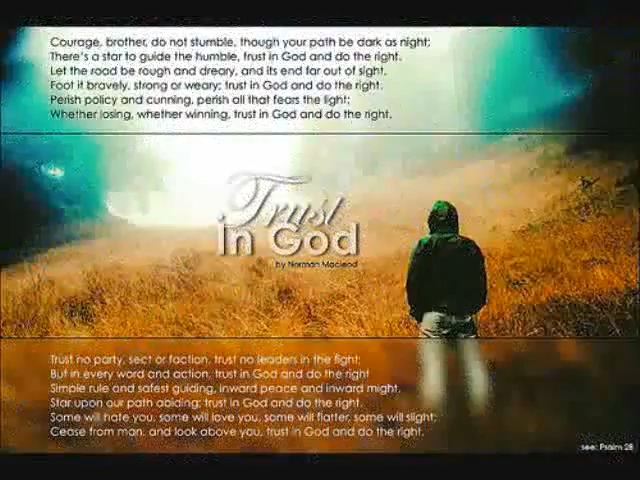 Courage, brother, do not stumble, though your path be dark as night;
There's a star to guide the humble, trust in God and do the right.
Let the road be rough and dreary, and its end far out of sight,
Foot it bravely, strong or weary; trust in God and do the right.
Perish policy and cunning, perish all that fears the light;
Whether losing, whether winning, trust in God and do the right.
Trust
in God
by Norman Macleod
Trust no party, sect or faction, trust no leaders in the fight;
But in every word and action, trust in God and do the right
Simple rule and safest guiding, inward peace and inward might,
Star upon our path abiding; trust in God and do the right.
Some will hate you, some will love you, some will flatter, some will slight;
Cease from man, and look above you, trust in God and do the right.
see: Psalm 28